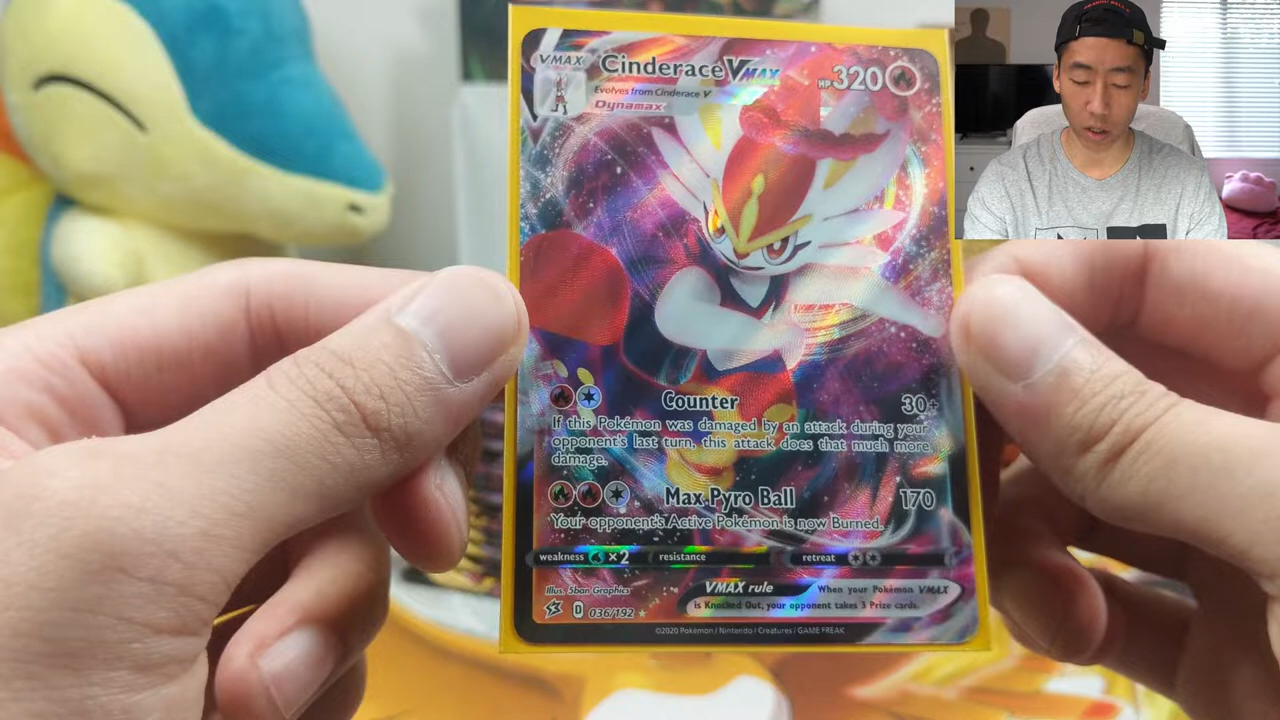 VMAX
Cinderace VMAX
HP 320
Evolves from Cinderace V
Dynamax
Counter 30+
If this Pokémon was damaged by an attack during your
opponent's last turn, this attack does that much more
damage.
Max Pyro Ball 170
Your opponent's Active Pokémon is now Burned.
weakness ×2 resistance retreat
VMAX rule When your Pokémon VMAX
is Knocked Out, your opponent takes 3 Prize cards.
Illus. 5ban Graphics
D 036/192
©2020 Pokémon / Nintendo / Creatures / GAME FREAK